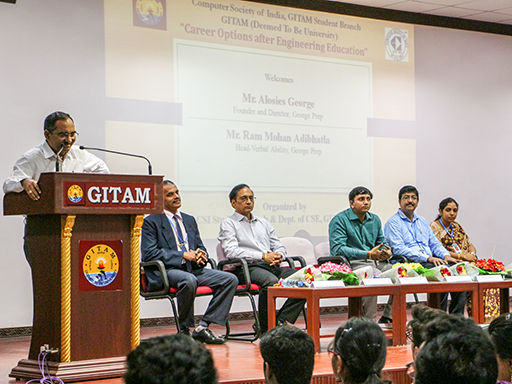 Computer Society of India, GITAM Student Branch
GITAM (Deemed To Be University)
"Career Options after Engineering Education"
Welcomes
Mr. Alusies George
Founder and Director, George Prep
Mr. Ram Mohan Adibhatla
Head-Verbal Ability, George Prep
Organized by
& Dept. of CSE, GI
GITAM
GITAM
GITAM